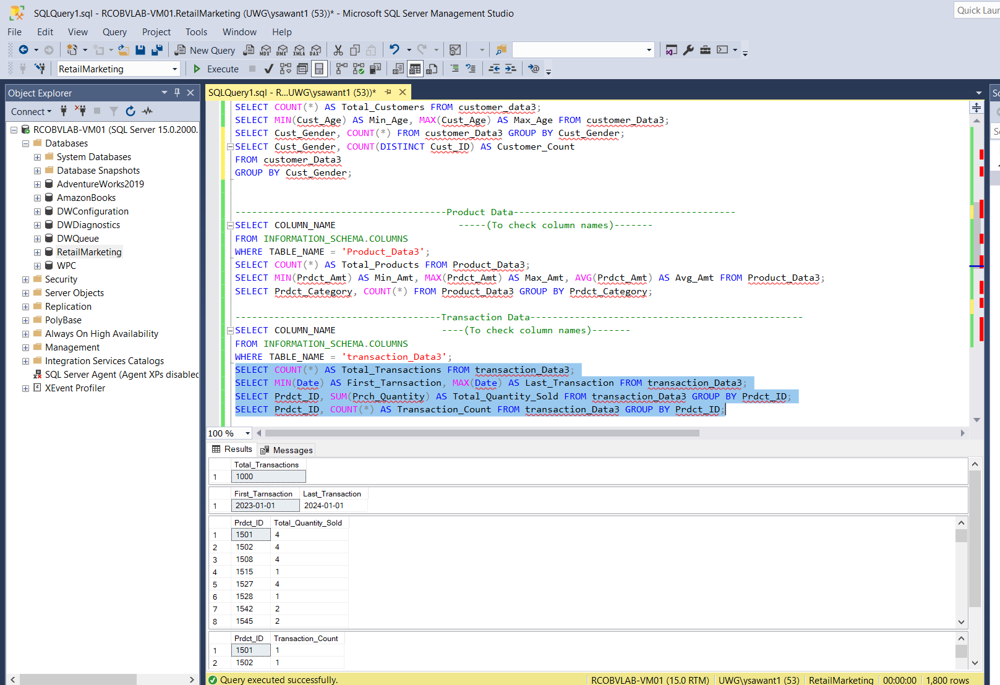 SQLQuery1.sql - RCOBVLAB-VM01.RetailMarketing (UWG\ysawant1 (53))* - Microsoft SQL Server Management Studio
Quick Laur
File Edit View Query Project Tools Window Help
New Query MDX DMX XMLA DAX
RetailMarketing Execute
Object Explorer
Connect
RCOBVLAB-VM01 (SQL Server 15.0.2000.
Databases
System Databases
Database Snapshots
AdventureWorks2019
AmazonBooks
DWConfiguration
DWDiagnostics
DWQueue
RetailMarketing
WPC
Security
Server Objects
Replication
PolyBase
Always On High Availability
Management
Integration Services Catalogs
SQL Server Agent (Agent XPs disabled
XEvent Profiler
SQLQuery1.sql - R...UWG\ysawant1 (53))*
SELECT COUNT(*) AS Total_Customers FROM customer_data3;
SELECT MIN(Cust_Age) AS Min_Age, MAX(Cust_Age) AS Max_Age FROM customer_Data3;
SELECT Cust_Gender, COUNT(*) FROM customer_Data3 GROUP BY Cust_Gender;
SELECT Cust_Gender, COUNT(DISTINCT Cust_ID) AS Customer_Count
FROM customer_Data3
GROUP BY Cust_Gender;
--------------------------------------Product Data----------------------------------------
SELECT COLUMN_NAME -----(To check column names)-------
FROM INFORMATION_SCHEMA.COLUMNS
WHERE TABLE_NAME = 'Product_Data3';
SELECT COUNT(*) AS Total_Products FROM Product_Data3;
SELECT MIN(Prdct_Amt) AS Min_Amt, MAX(Prdct_Amt) AS Max_Amt, AVG(Prdct_Amt) AS Avg_Amt FROM Product_Data3;
SELECT Prdct_Category, COUNT(*) FROM Product_Data3 GROUP BY Prdct_Category;
-------------------------------------Transaction Data-------------------------------------------------
SELECT COLUMN_NAME ----(To check column names)-------
FROM INFORMATION_SCHEMA.COLUMNS
WHERE TABLE_NAME = 'transaction_Data3';
SELECT COUNT(*) AS Total_Transactions FROM transaction_Data3;
SELECT MIN(Date) AS First_Tarnsaction, MAX(Date) AS Last_Transaction FROM transaction_Data3;
SELECT Prdct_ID, SUM(Prch_Quantity) AS Total_Quantity_Sold FROM transaction_Data3 GROUP BY Prdct_ID;
SELECT Prdct_ID, COUNT(*) AS Transaction_Count FROM transaction_Data3 GROUP BY Prdct_ID;
100 %
Results Messages
Total_Transactions
1 1000
First_Tarnsaction Last_Transaction
1 2023-01-01 2024-01-01
Prdct_ID Total_Quantity_Sold
1 1501 4
2 1502 4
3 1508 4
4 1515 1
5 1527 4
6 1528 1
7 1542 2
8 1545 2
Prdct_ID Transaction_Count
1 1501 1
2 1502 1
Query executed successfully. RCOBVLAB-VM01 (15.0 RTM) UWG\ysawant1 (53) RetailMarketing 00:00:00 1,800 rows